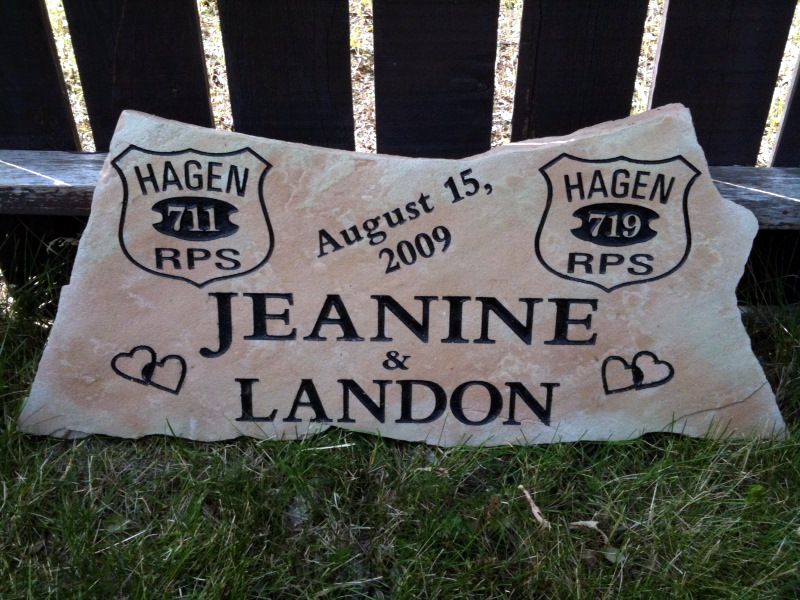 HAGEN
711
RPS
August 15,
2009
HAGEN
719
RPS
JEANINE
&
LANDON